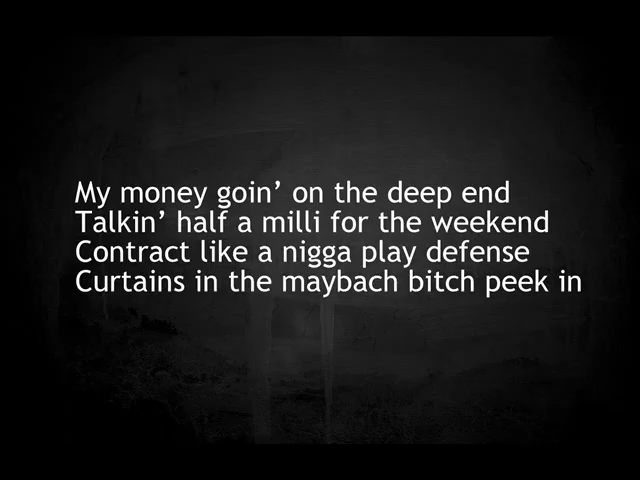 My money goin’ on the deep end
Talkin’ half a milli for the weekend
Contract like a nigga play defense
Curtains in the maybach bitch peek in